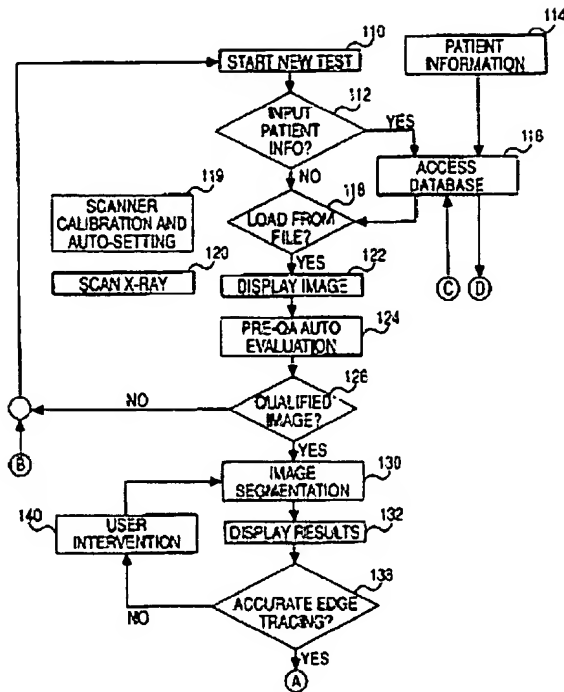 110
START NEW TEST
114
PATIENT
INFORMATION
112
INPUT
PATIENT
INFO?
YES
NO
116
ACCESS
DATABASE
119
SCANNER
CALIBRATION AND
AUTO-SETTING
118
LOAD FROM
FILE?
YES
120
SCAN X-RAY
122
DISPLAY IMAGE
C
D
124
PRE-QA AUTO
EVALUATION
126
QUALIFIED
IMAGE?
NO
YES
B
130
IMAGE
SEGMENTATION
140
USER
INTERVENTION
132
DISPLAY RESULTS
138
ACCURATE EDGE
TRACING?
NO
YES
A